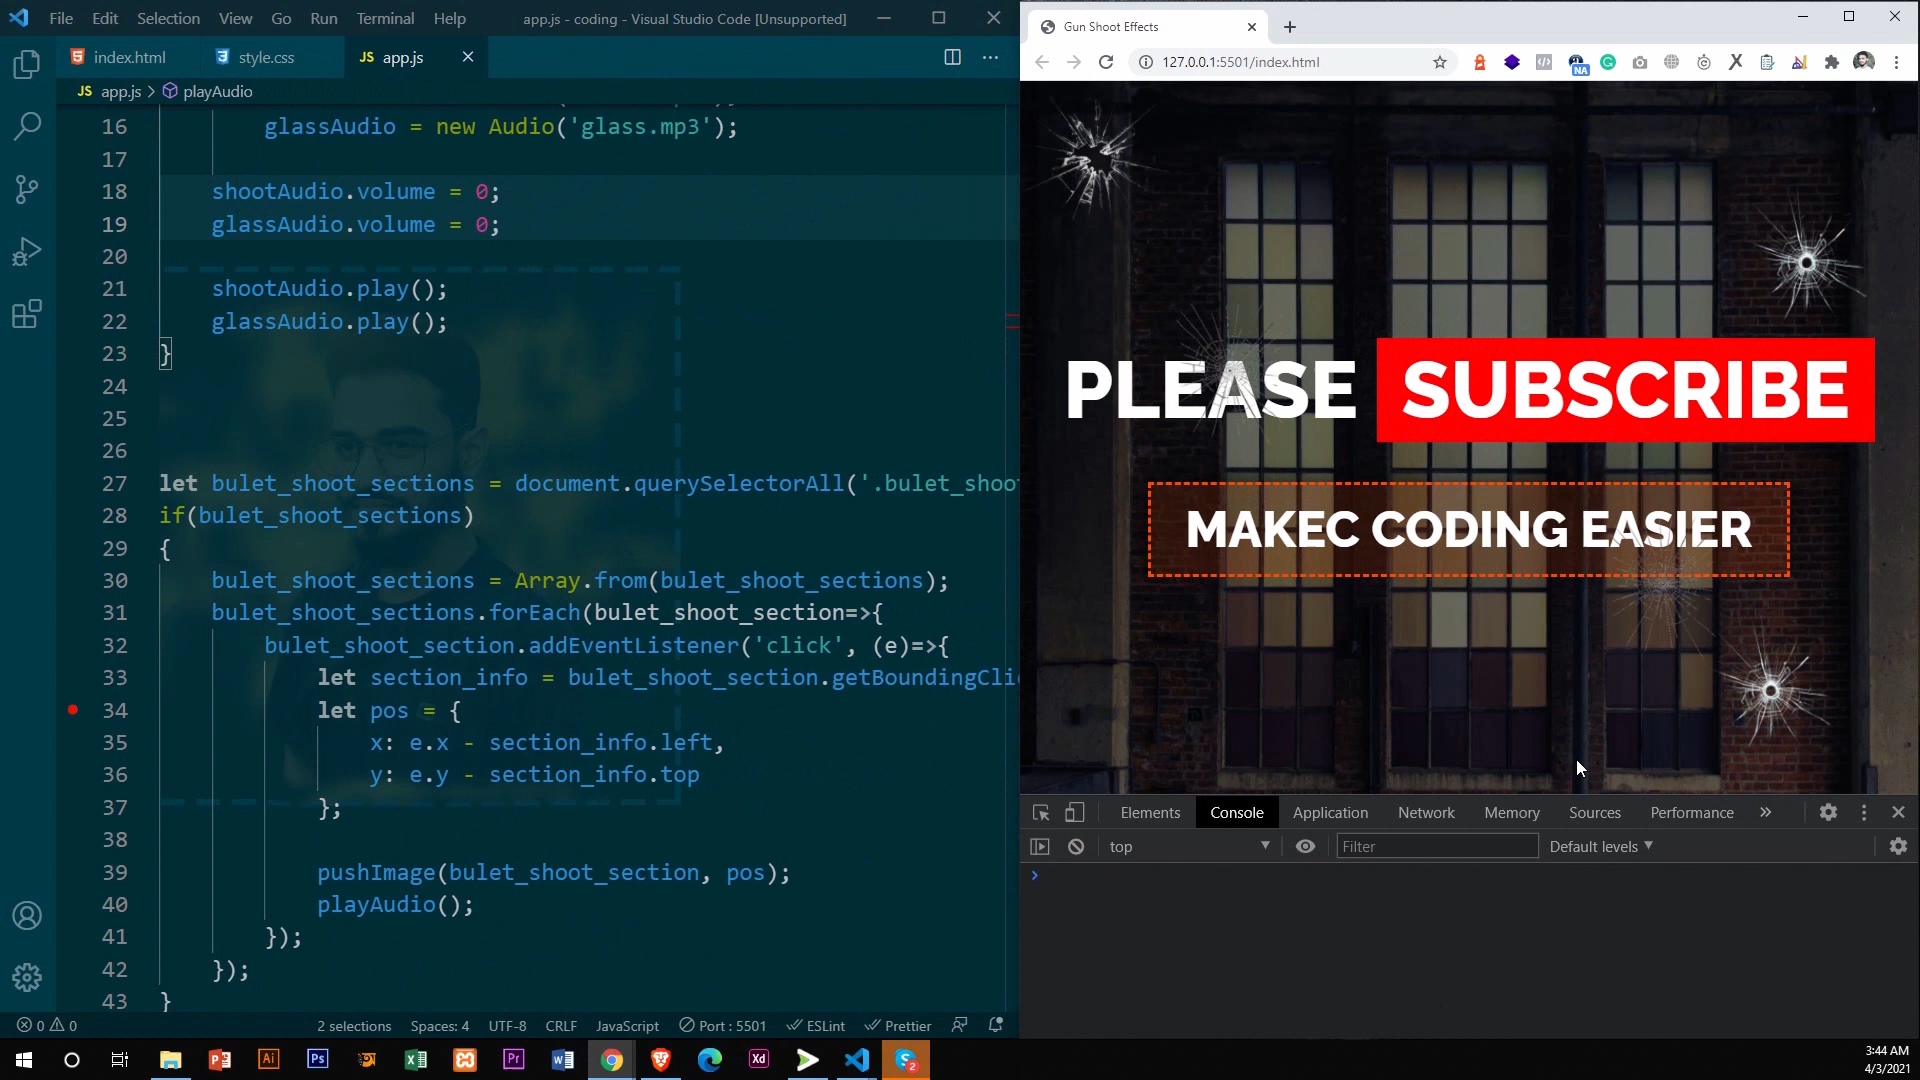 File Edit Selection View Go Run Terminal Help app.js - coding - Visual Studio Code [Unsupported]
index.html style.css JS app.js
JS app.js > playAudio
16 glassAudio = new Audio('glass.mp3');
17
18 shootAudio.volume = 0;
19 glassAudio.volume = 0;
20
21 shootAudio.play();
22 glassAudio.play();
23 }
24
25
26
27 let bulet_shoot_sections = document.querySelectorAll('.bulet_shoo
28 if(bulet_shoot_sections)
29 {
30 bulet_shoot_sections = Array.from(bulet_shoot_sections);
31 bulet_shoot_sections.forEach(bulet_shoot_section=>{
32 bulet_shoot_section.addEventListener('click', (e)=>{
33 let section_info = bulet_shoot_section.getBoundingCli
34 let pos = {
35 x: e.x - section_info.left,
36 y: e.y - section_info.top
37 };
38
39 pushImage(bulet_shoot_section, pos);
40 playAudio();
41 });
42 });
43 }
0 0 2 selections Spaces: 4 UTF-8 CRLF JavaScript Port : 5501 ESLint Prettier
Gun Shoot Effects
127.0.0.1:5501/index.html
NA
PLEASE SUBSCRIBE
MAKEC CODING EASIER
Elements Console Application Network Memory Sources Performance »
top Filter Default levels
Ai Ps Pr Xd
2
3:44 AM
4/3/2021